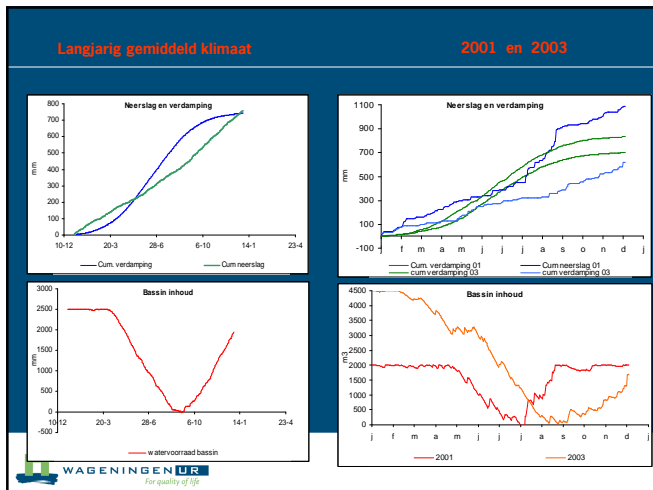 Langjarig gemiddeld klimaat
2001 en 2003
Neerslag en verdamping
800
700
600
500
400
300
200
100
0
mm
10-12 20-3 28-6 6-10 14-1 23-4
Cum. verdamping Cum neerslag
Neerslag en verdamping
1100
900
700
500
300
100
-100
mm
j f m a m j j a s o n d j
Cum. verdamping 01 Cum neerslag 01
cum verdamping 03 cum verdamping 03
Bassin inhoud
3000
2500
2000
1500
1000
500
0
-500
mm
10-12 20-3 28-6 6-10 14-1 23-4
watervoorraad bassin
Bassin inhoud
4500
4000
3500
3000
2500
2000
1500
1000
500
0
m3
j f m a m j j a s o n d j
2001 2003
WAGENINGEN UR
For quality of life